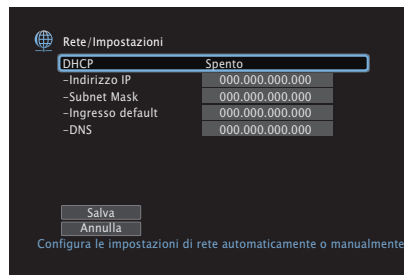 Rete/Impostazioni
DHCP Spento
-Indirizzo IP 000.000.000.000
-Subnet Mask 000.000.000.000
-Ingresso default 000.000.000.000
-DNS 000.000.000.000
Salva
Annulla
Configura le impostazioni di rete automaticamente o manualmente